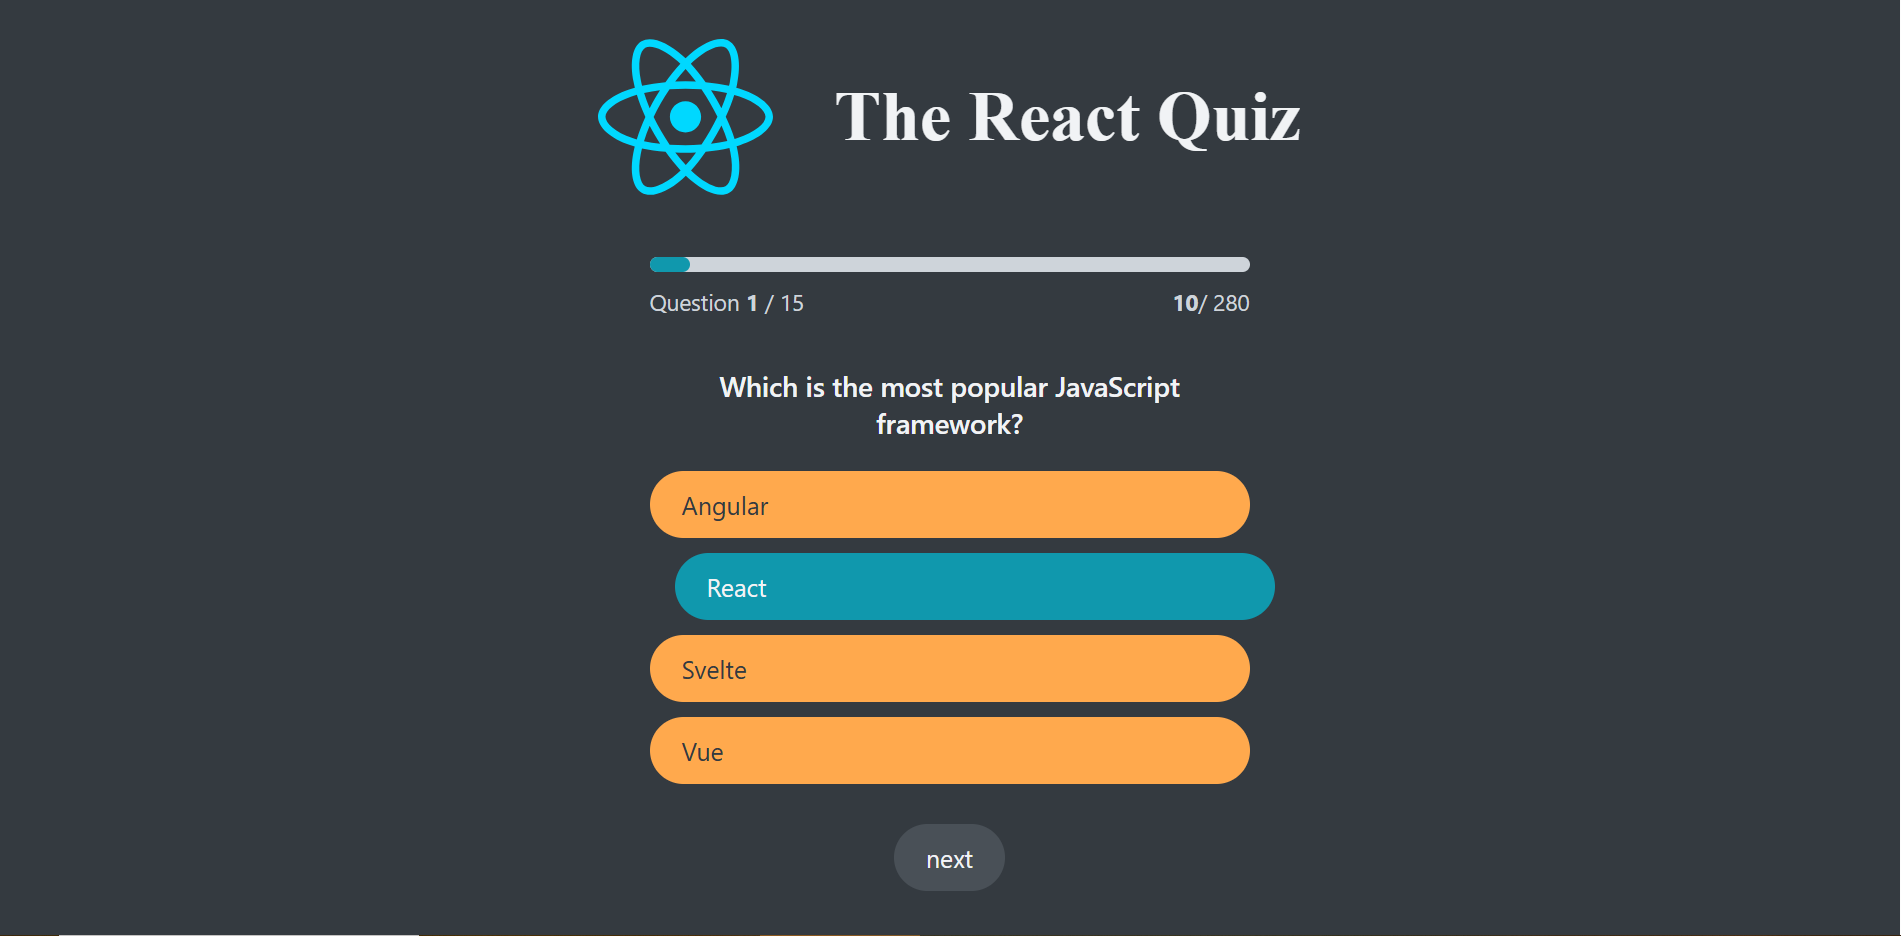 The React Quiz
Question 1 / 15
10/ 280
Which is the most popular JavaScript
framework?
Angular
React
Svelte
Vue
next